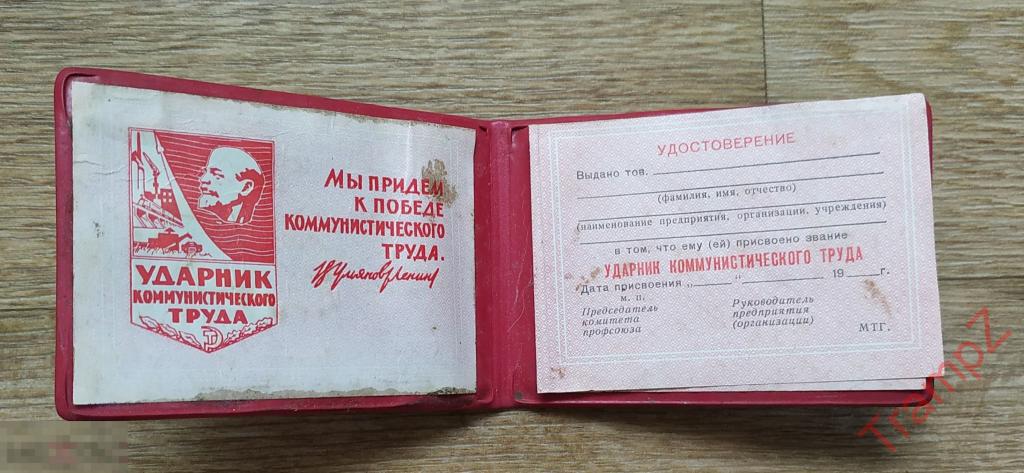 УДАРНИК
КОММУНИСТИЧЕСКОГО
ТРУДА
МЫ ПРИДЕМ
К ПОБЕДЕ
КОММУНИСТИЧЕСКОГО
ТРУДА.
В Ульянов (Ленин)
УДОСТОВЕРЕНИЕ
Выдано тов.
(фамилия, имя, отчество)
(наименование предприятия, организации, учреждения)
в том, что ему (ей) присвоено звание
УДАРНИК КОММУНИСТИЧЕСКОГО ТРУДА
Дата присвоения „ “ 19 г.
м. п.
Председатель
комитета
профсоюза
Руководитель
предприятия
(организации)
МТГ.
TrampZ